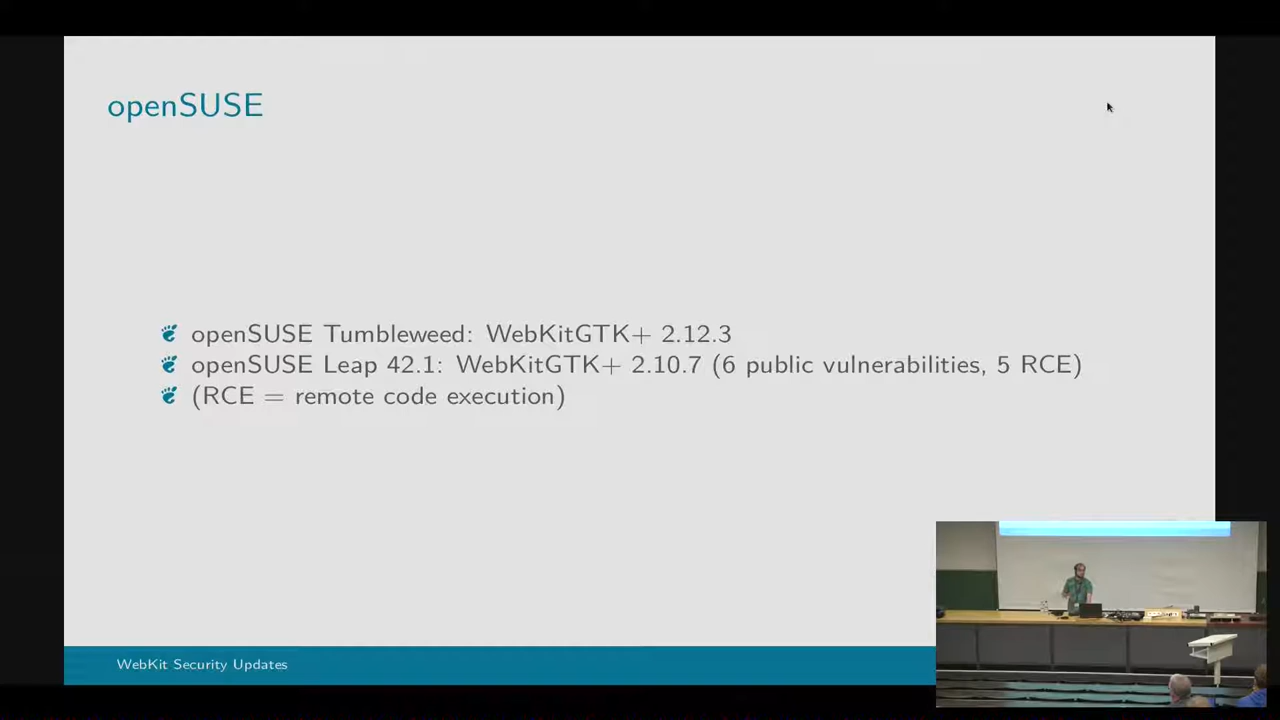 openSUSE
openSUSE Tumbleweed: WebKitGTK+ 2.12.3
openSUSE Leap 42.1: WebKitGTK+ 2.10.7 (6 public vulnerabilities, 5 RCE)
(RCE = remote code execution)
WebKit Security Updates